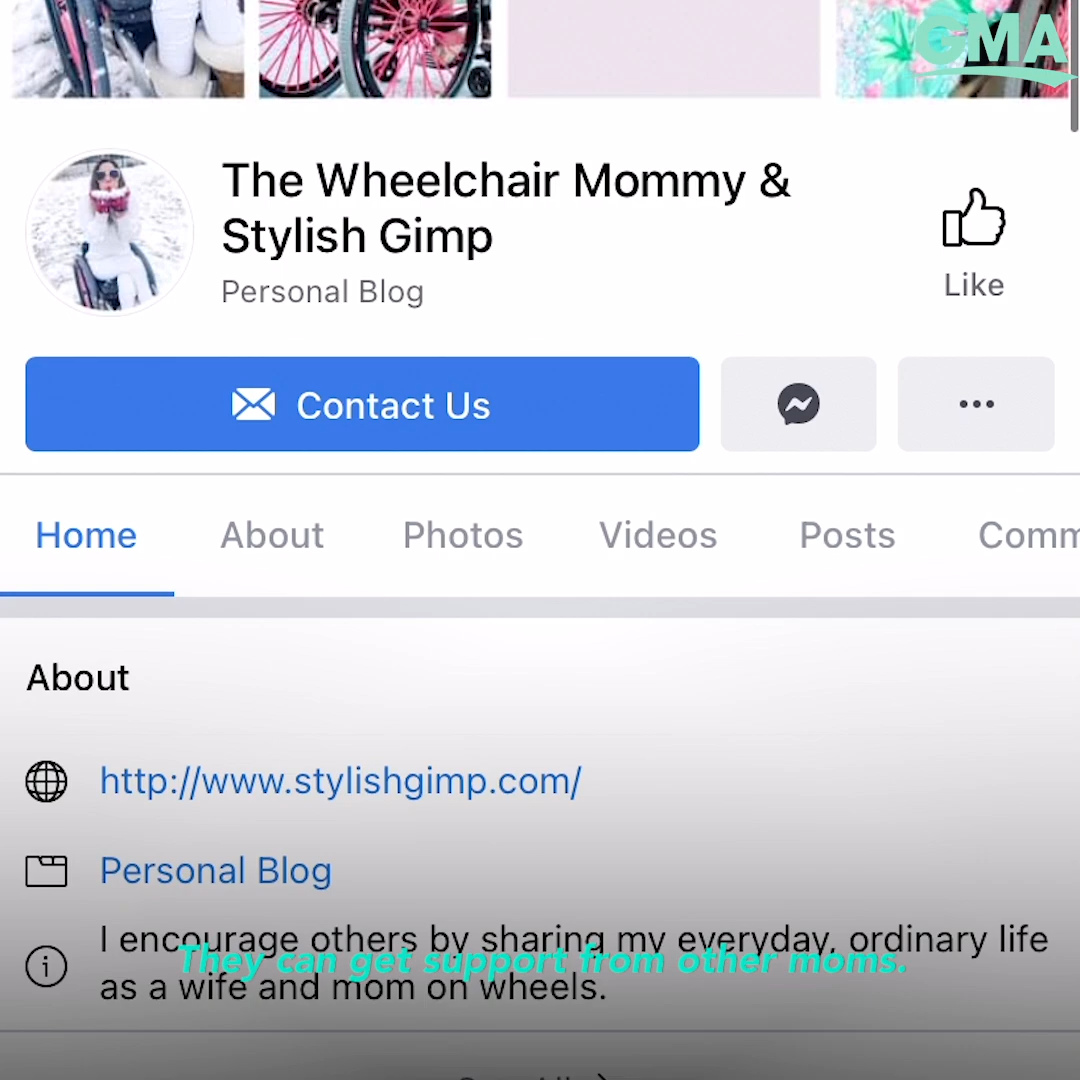 GMA
The Wheelchair Mommy &
Stylish Gimp
Personal Blog
Like
Contact Us
Home About Photos Videos Posts Comm
About
http://www.stylishgimp.com/
Personal Blog
I encourage others by sharing my everyday, ordinary life
as a wife and mom on wheels.
They can get support from other moms.